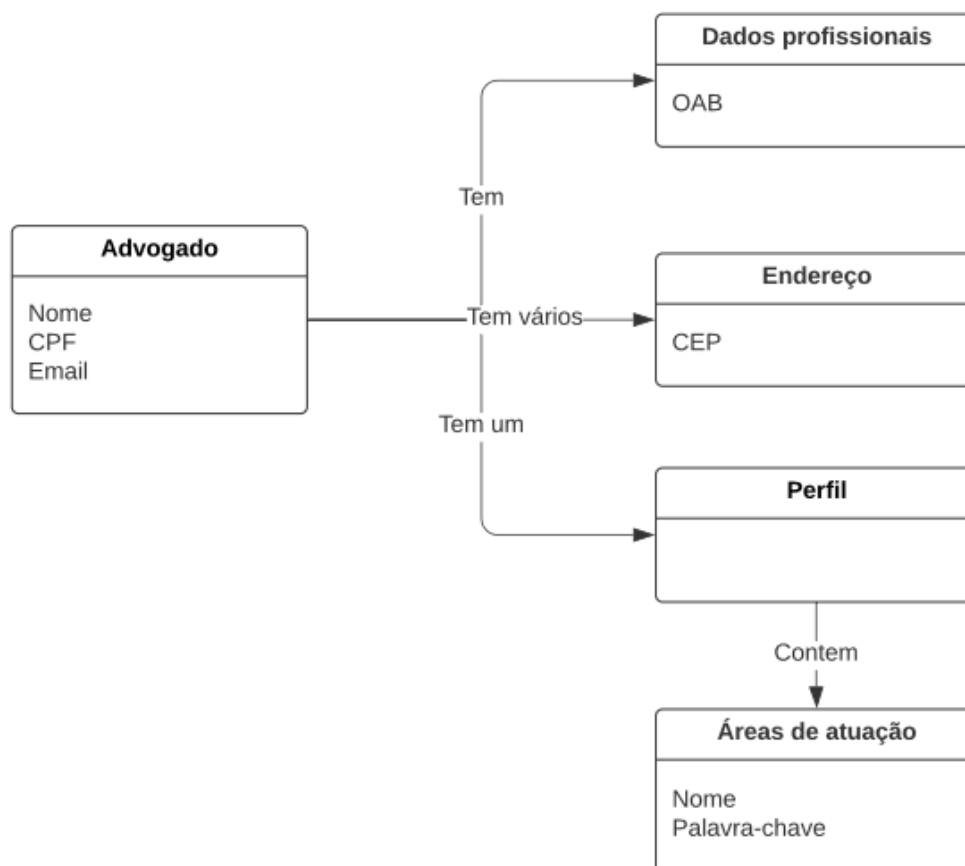 Dados profissionais
OAB
Tem
Advogado
Nome
CPF
Email
Tem vários
Endereço
CEP
Tem um
Perfil
Contem
Áreas de atuação
Nome
Palavra-chave